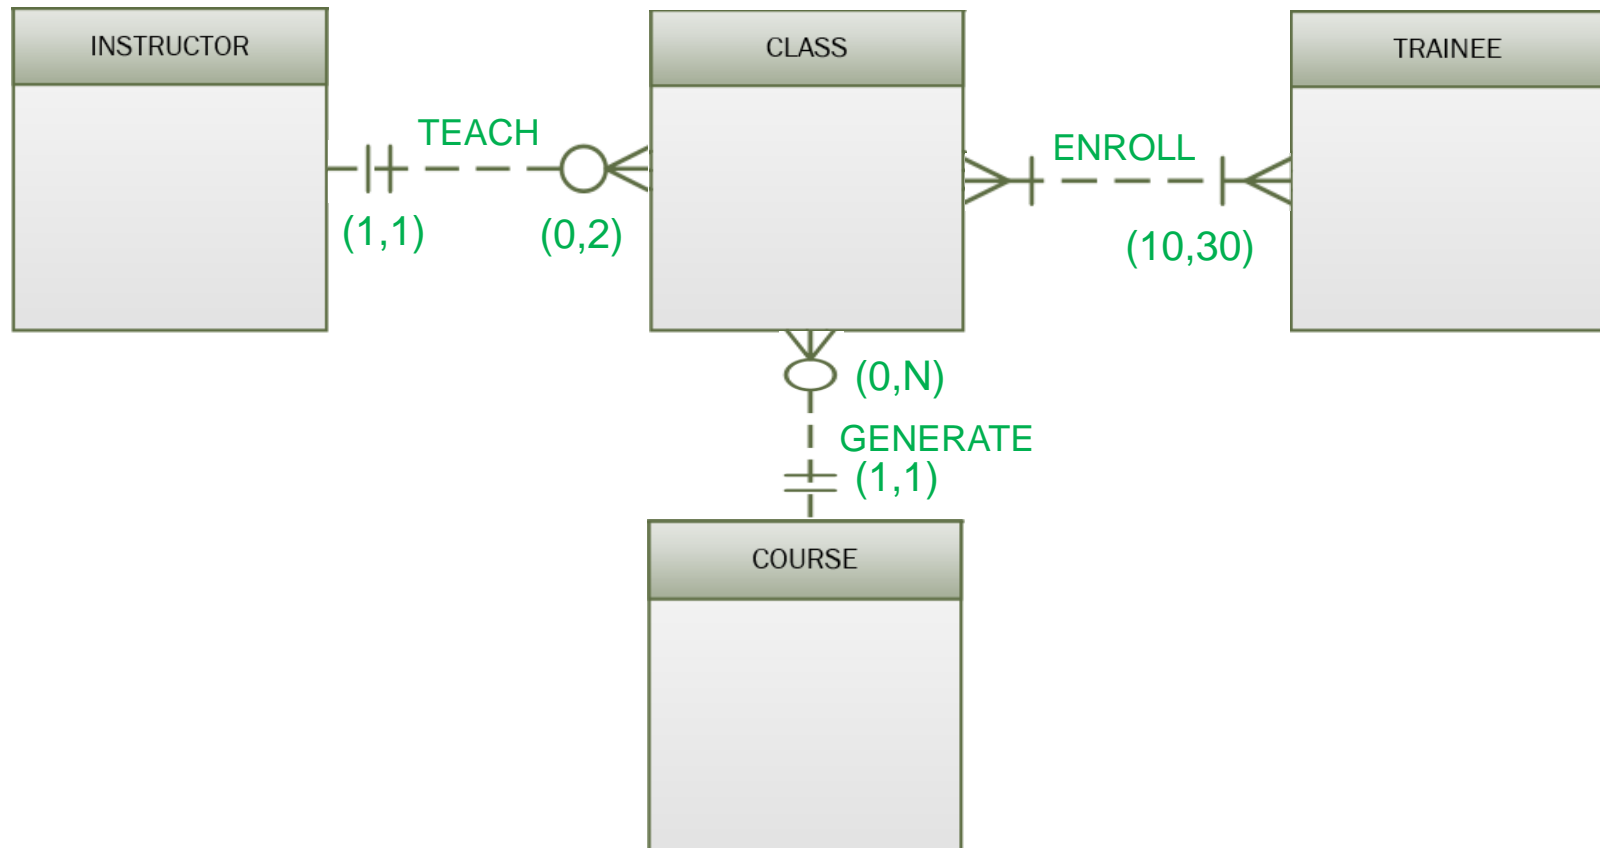 INSTRUCTOR
CLASS
TRAINEE
TEACH
ENROLL
(1,1)
(0,2)
(10,30)
(0,N)
GENERATE
(1,1)
COURSE